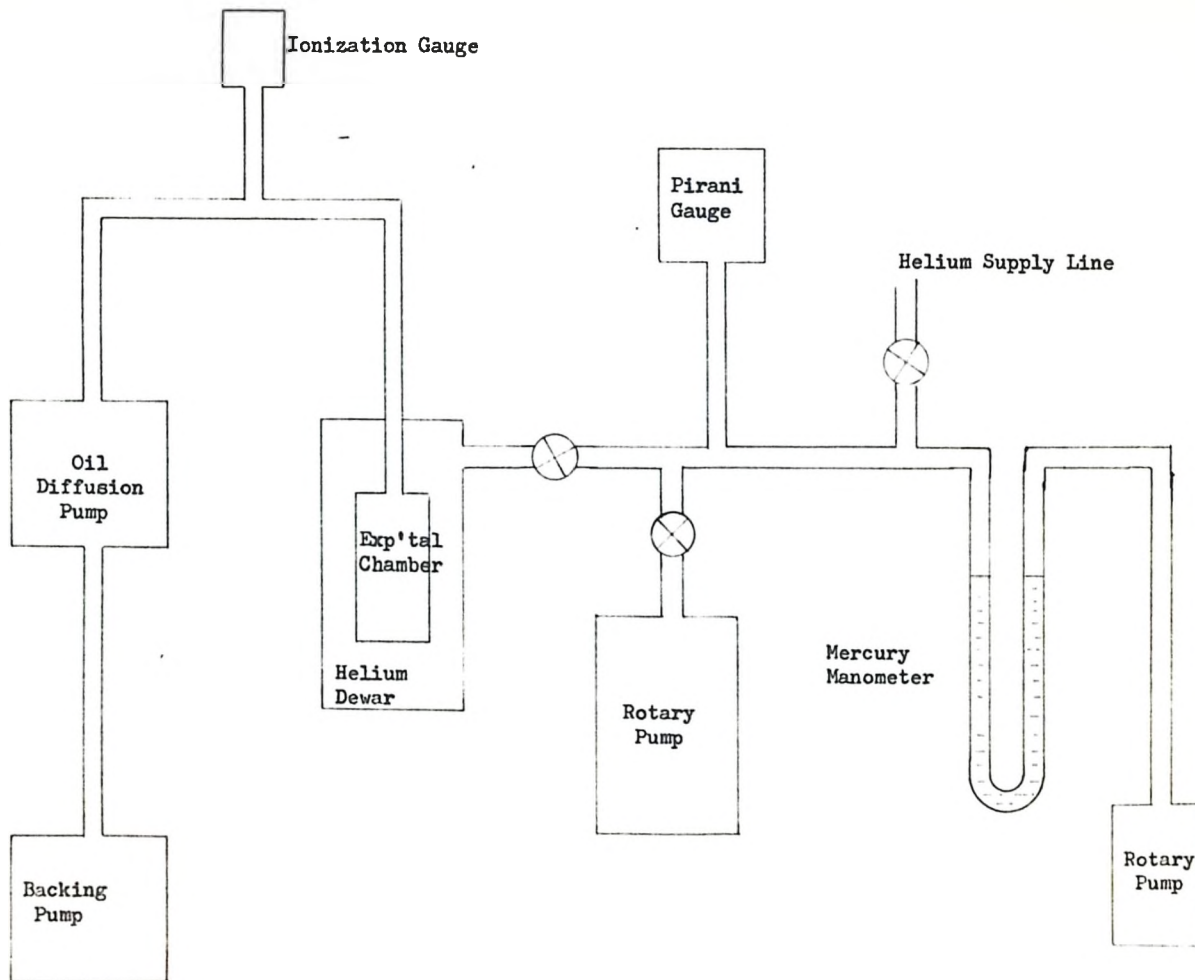 Ionization Gauge
Pirani
Gauge
Helium Supply Line
Oil
Diffusion
Pump
Exp'tal
Chamber
Helium
Dewar
Rotary
Pump
Mercury
Manometer
Backing
Pump
Rotary
Pump